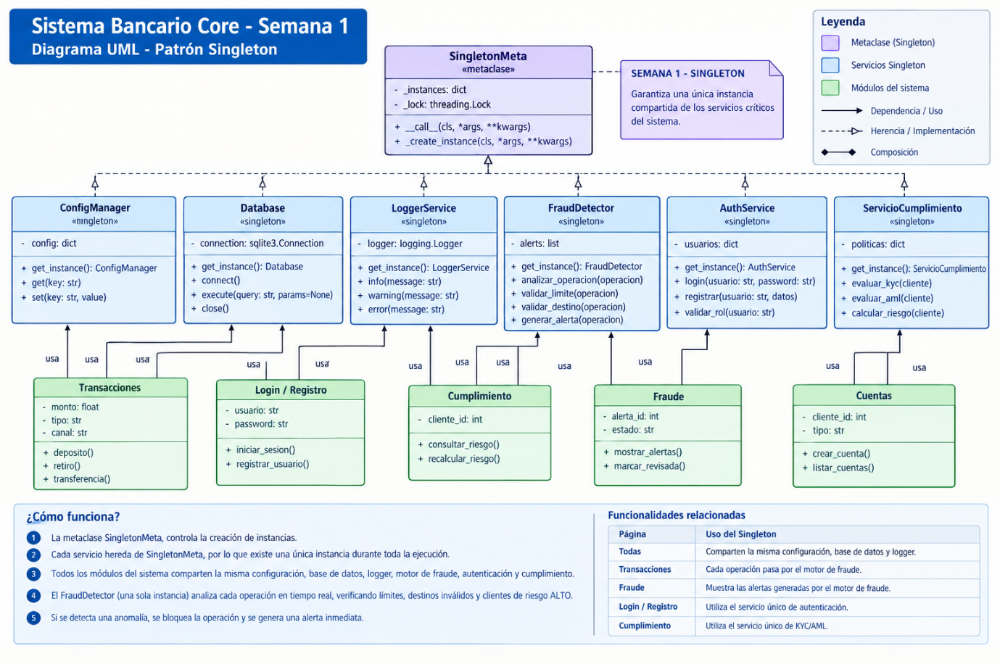 Sistema Bancario Core - Semana 1
Diagrama UML - Patrón Singleton
SingletonMeta
«metaclase»
- _instances: dict
- _lock: threading.Lock
+ __call__(cls, *args, **kwargs)
+ _create_instance(cls, *args, **kwargs)
SEMANA 1 - SINGLETON
Garantiza una única instancia
compartida de los servicios críticos
del sistema.
Leyenda
Metaclase (Singleton)
Servicios Singleton
Módulos del sistema
Dependencia / Uso
Herencia / Implementación
Composición
ConfigManager
- config: dict
+ get_instance(): ConfigManager
+ get(key: str)
+ set(key: str, value)
Database
«singleton»
- connection: sqlite3.Connection
+ get_instance(): Database
+ connect()
+ execute(query: str, params=None)
+ close()
LoggerService
«singleton»
- logger: logging.Logger
+ get_instance(): LoggerService
+ info(message: str)
+ warning(message: str)
+ error(message: str)
FraudDetector
«singleton»
- alerts: list
+ get_instance(): FraudDetector
+ analizar_operacion(operacion)
+ validar_limite(operacion)
+ validar_destino(operacion)
+ generar_alerta(operacion)
AuthService
«singleton»
- usuarios: dict
+ get_instance(): AuthService
+ login(usuario: str, password: str)
+ registrar(usuario: str, datos)
+ validar_rol(usuario: str)
ServicioCumplimiento
«singleton»
- politicas: dict
+ get_instance(): ServicioCumplimiento
+ evaluar_kyc(cliente)
+ evaluar_aml(cliente)
+ calcular_riesgo(cliente)
usa
usa
usa
usa
usa
usa
usa
usa
usa
usa
usa
usa
Transacciones
- monto: float
- tipo: str
- canal: str
+ deposito()
+ retiro()
+ transferencia()
Login / Registro
- usuario: str
- password: str
+ iniciar_sesion()
+ registrar_usuario()
Cumplimiento
- cliente_id: int
+ consultar_riesgo()
+ recalcular_riesgo()
Fraude
- alerta_id: int
- estado: str
+ mostrar_alertas()
+ marcar_revisada()
Cuentas
- cliente_id: int
- tipo: str
+ crear_cuenta()
+ listar_cuentas()
¿Cómo funciona?
1 La metaclase SingletonMeta, controla la creación de instancias.
2 Cada servicio hereda de SingletonMeta, por lo que existe una única instancia durante toda la ejecución.
3 Todos los módulos del sistema comparten la misma configuración, base de datos, logger, motor de fraude, autenticación y cumplimiento.
4 El FraudDetector (una sola instancia) analiza cada operación en tiempo real, verificando límites, destinos inválidos y clientes de riesgo ALTO.
5 Si se detecta una anomalía, se bloquea la operación y se genera una alerta inmediata.
Funcionalidades relacionadas
Página Uso del Singleton
Todas Comparten la misma configuración, base de datos y logger.
Transacciones Cada operación pasa por el motor de fraude.
Fraude Muestra las alertas generadas por el motor de fraude.
Login / Registro Utiliza el servicio único de autenticación.
Cumplimiento Utiliza el servicio único de KYC/AML.